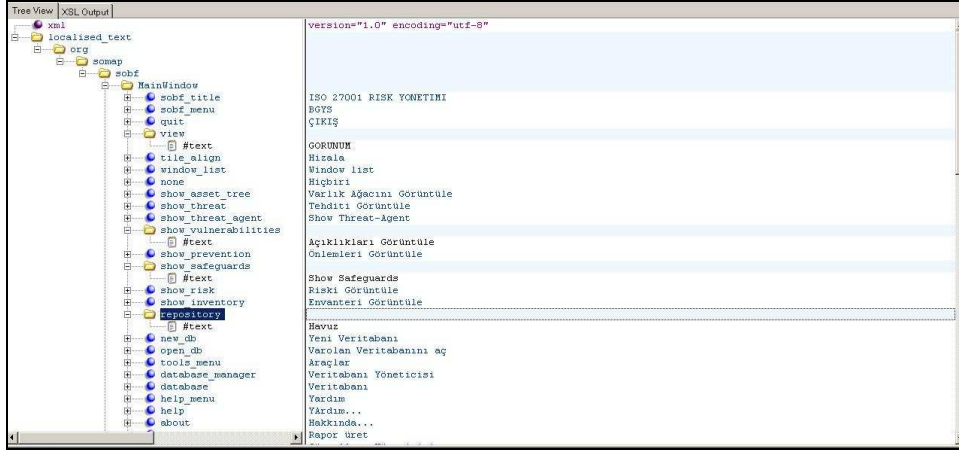 Tree View XSL Output
xml version="1.0" encoding="utf-8"
localised_text
org
somap
sobf
MainWindow
sobf_title ISO 27001 RISK YONETIMI
sobf_menu BGYS
quit ÇIKIŞ
view
#text GORUNUM
tile_align Hizala
window_list Window list
none Hiçbiri
show_asset_tree Varlık Ağacını Görüntüle
show_threat Tehditi Görüntüle
show_threat_agent Show Threat-Agent
show_vulnerabilities
#text Açıklıkları Görüntüle
show_prevention Onlemleri Görüntüle
show_safeguards
#text Show Safeguards
show_risk Riski Görüntüle
show_inventory Envanteri Görüntüle
repository
#text Havuz
new_db Yeni Veritabanı
open_db Varolan Veritabanını aç
tools_menu Araçlar
database_manager Veritabanı Yöneticisi
database Veritabanı
help_menu Yardım
help YArdım...
about Hakkında...
Rapor üret